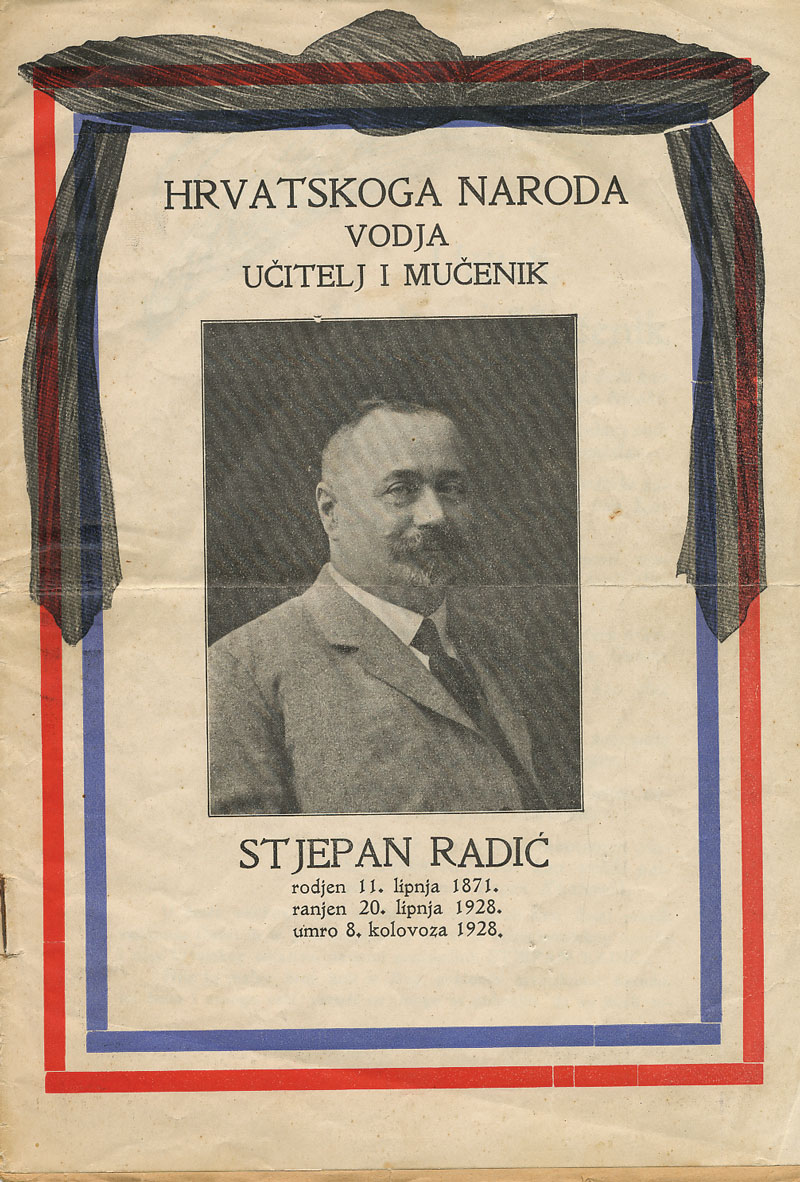 HRVATSKOGA NARODA
VODJA
UČITELJ I MUČENIK
STJEPAN RADIĆ
rodjen 11. lipnja 1871.
ranjen 20. lipnja 1928.
umro 8. kolovoza 1928.